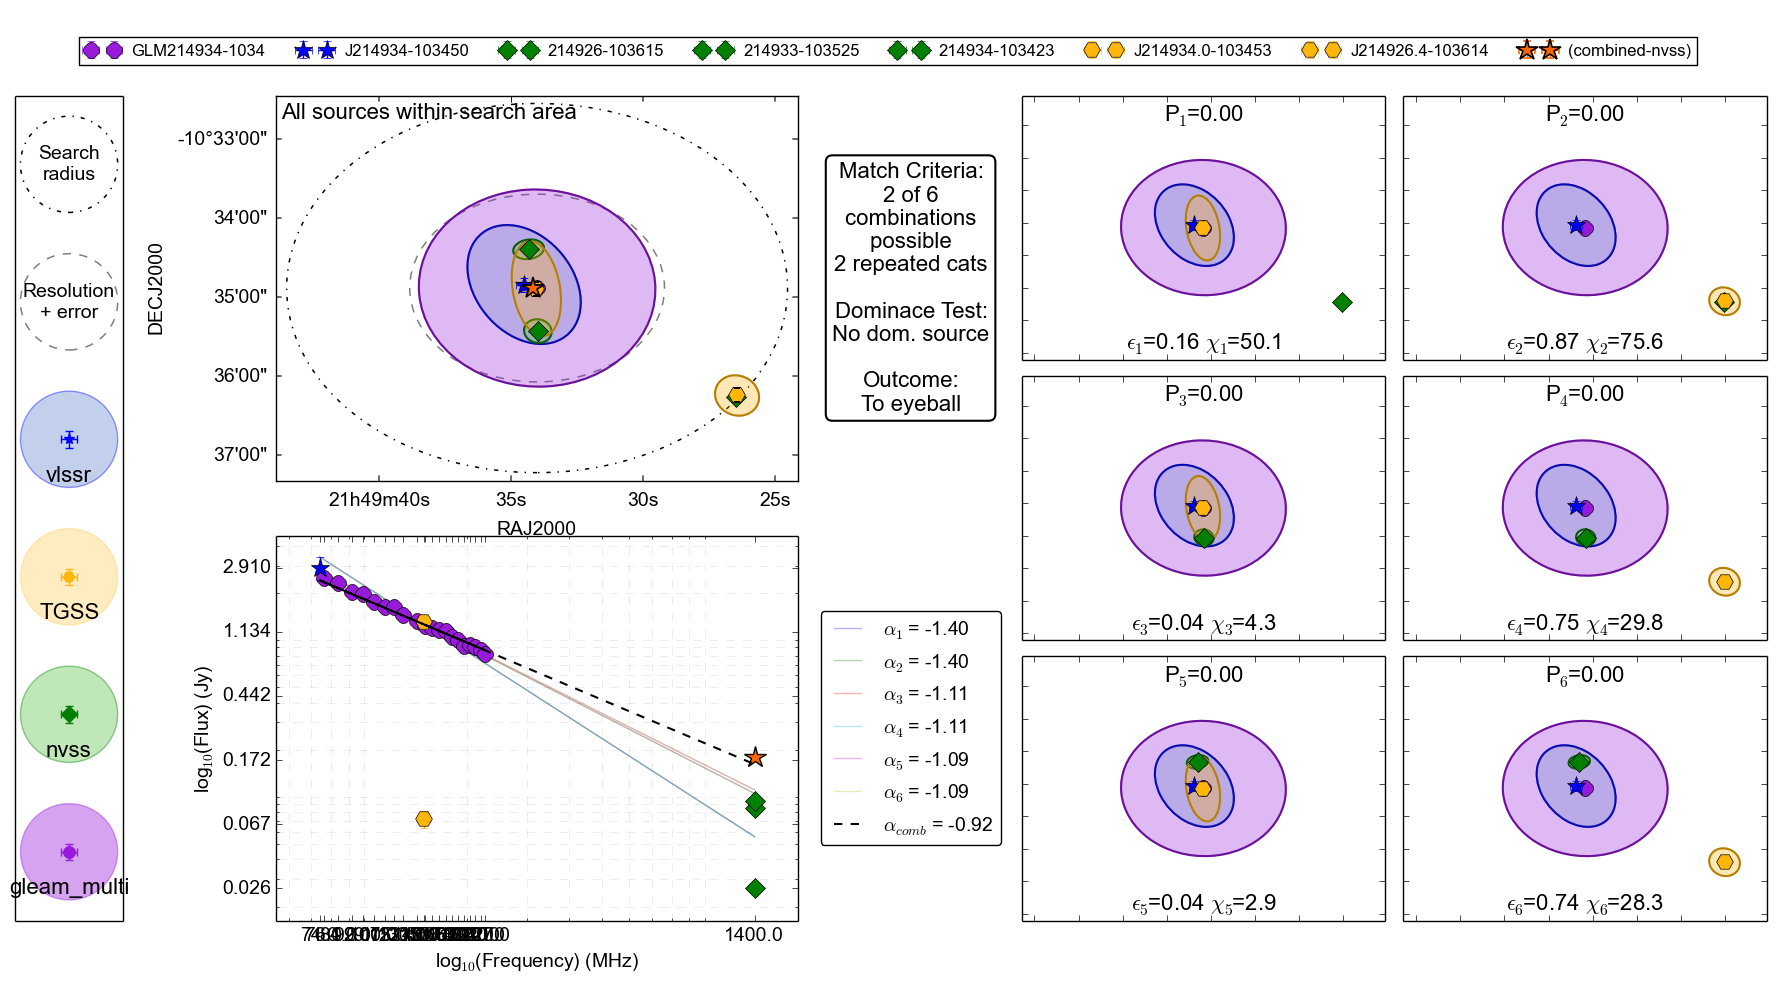 GLM214934-1034 J214934-103450 214926-103615 214933-103525 214934-103423 J214934.0-103453 J214926.4-103614 (combined-nvss)
Search
radius
Resolution
+ error
vlssr
TGSS
nvss
gleam_multi
All sources within search area
DECJ2000
-10°33'00"
34'00"
35'00"
36'00"
37'00"
21h49m40s 35s 30s 25s
RAJ2000
Match Criteria:
2 of 6
combinations
possible
2 repeated cats
Dominace Test:
No dom. source
Outcome:
To eyeball
log10(Flux) (Jy)
2.910
1.134
0.442
0.172
0.067
0.026
1400.0
log10(Frequency) (MHz)
α1 = -1.40
α2 = -1.40
α3 = -1.11
α4 = -1.11
α5 = -1.09
α6 = -1.09
αcomb = -0.92
P1=0.00
ϵ1=0.16 χ1=50.1
P2=0.00
ϵ2=0.87 χ2=75.6
P3=0.00
ϵ3=0.04 χ3=4.3
P4=0.00
ϵ4=0.75 χ4=29.8
P5=0.00
ϵ5=0.04 χ5=2.9
P6=0.00
ϵ6=0.74 χ6=28.3